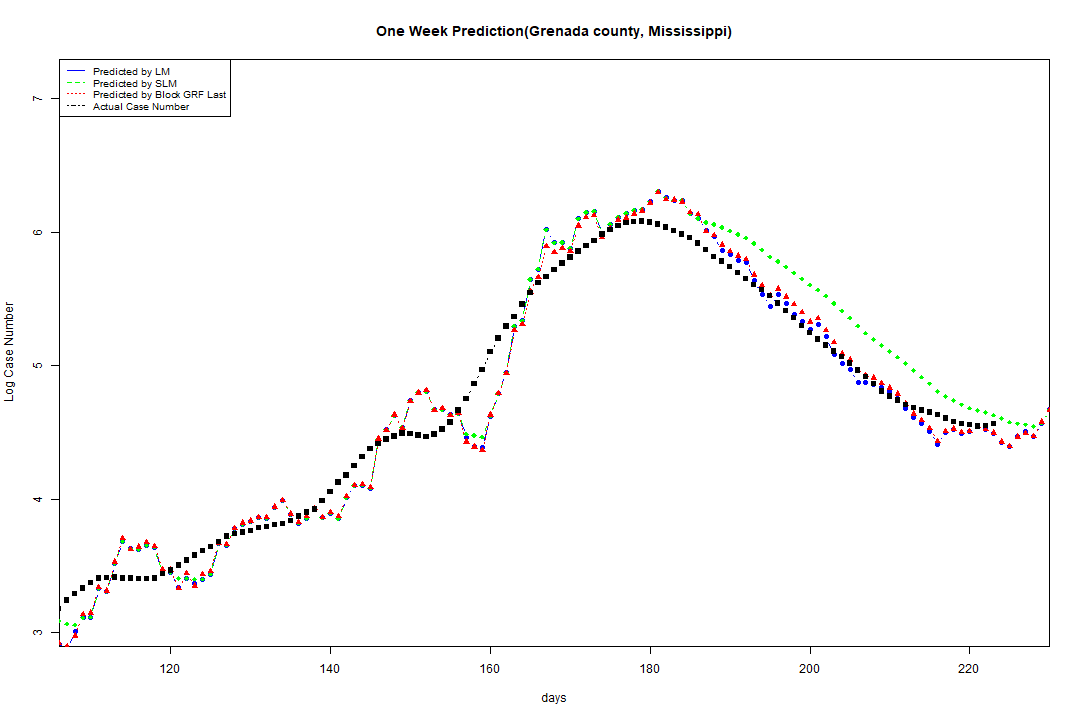 One Week Prediction(Grenada county, Mississippi)
Predicted by LM
Predicted by SLM
Predicted by Block GRF Last
Actual Case Number
7
6
5
4
3
Log Case Number
120 140 160 180 200 220
days